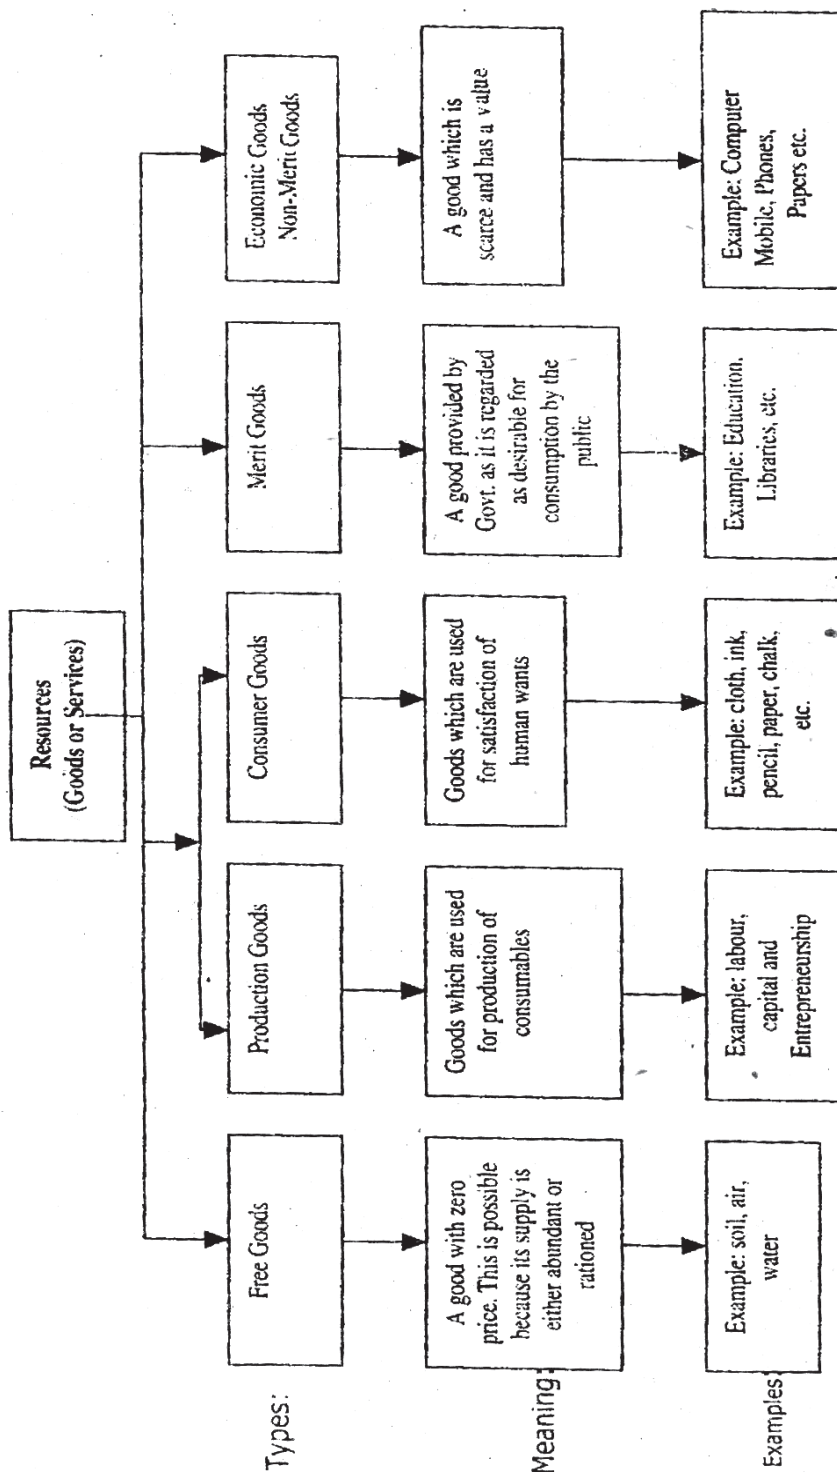 Resources
(Goods or Services)
Types:
Free Goods
Production Goods
Consumer Goods
Merit Goods
Economic Goods
Non-Merit Goods
Meaning:
A good with zero
price. This is possible
because its supply is
either abundant or
rationed
Goods which are used
for production of
consumables
Goods which are used
for satisfaction of
human wants
A good provided by
Govt. as it is regarded
as desirable for
consumption by the
public
A good which is
scarce and has a value
Examples:
Example: soil, air,
water
Example: labour,
capital and
Entrepreneurship
Example: cloth, ink,
pencil, paper, chalk,
etc.
Example: Education.
Libraries, etc.
Example: Computer
Mobile, Phones,
Papers etc.